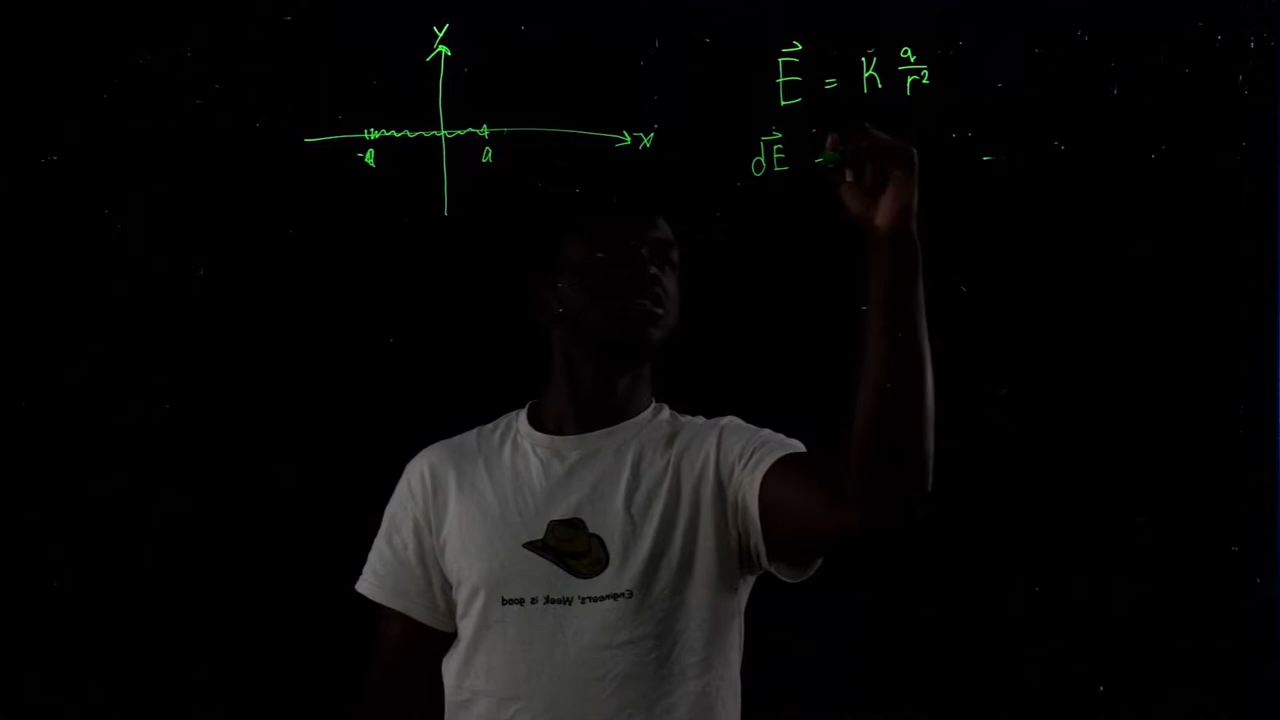 y
-a a x
E⃗ = K q/r²
dE⃗ =
Engineers' Week is good